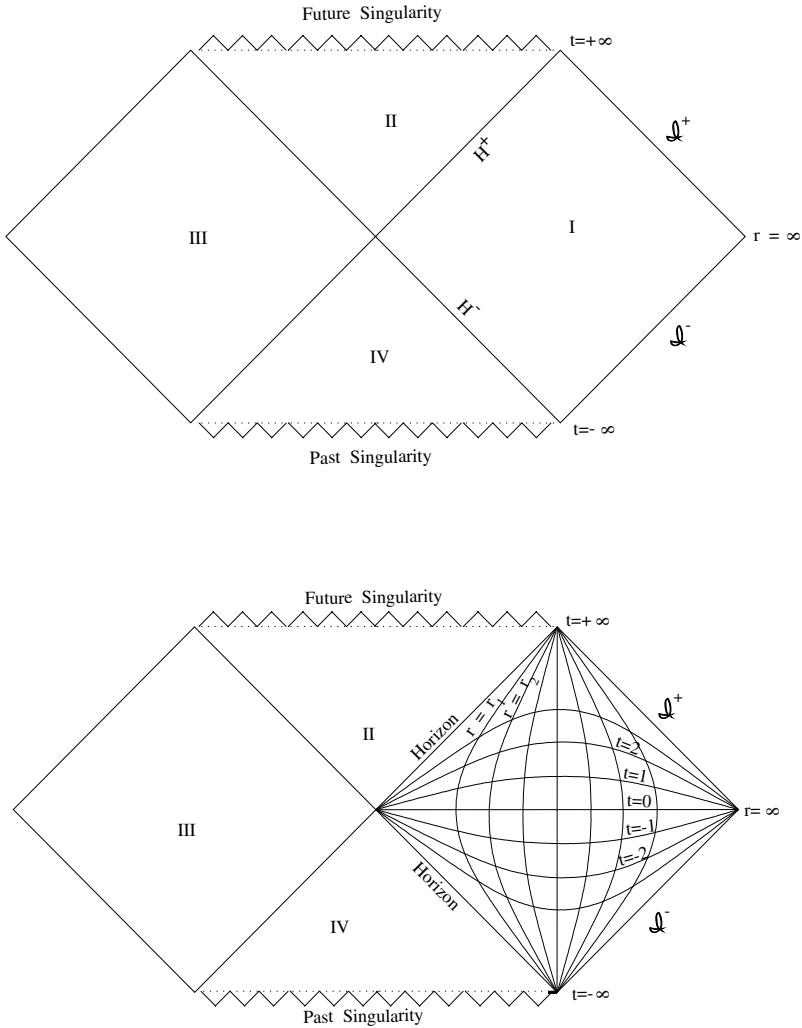 Future Singularity
t=+∞
II
ℐ+
H+
I
III
r = ∞
H-
ℐ-
IV
t=-∞
Past Singularity
Future Singularity
t=+∞
r = r1
r = r2
ℐ+
Horizon
II
t=2
t=1
t=0
r=∞
III
t=-1
t=-2
Horizon
IV
ℐ-
t=-∞
Past Singularity